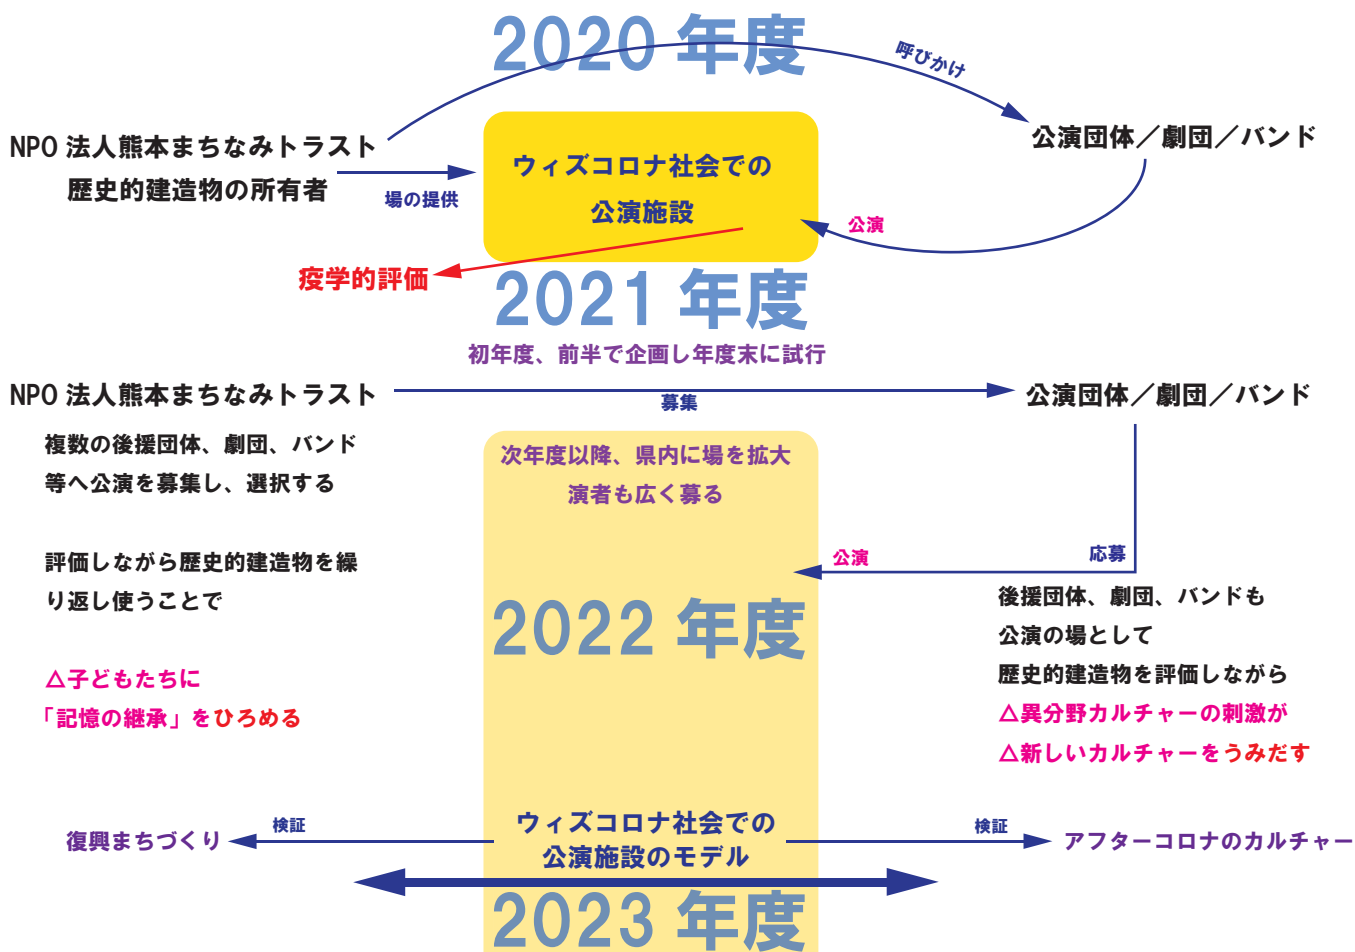 2020 年度
呼びかけ
NPO 法人熊本まちなみトラスト
歴史的建造物の所有者
場の提供
ウィズコロナ社会での
公演施設
公演団体／劇団／バンド
公演
疫学的評価
2021 年度
初年度、前半で企画し年度末に試行
NPO 法人熊本まちなみトラスト
募集
公演団体／劇団／バンド
複数の後援団体、劇団、バンド
等へ公演を募集し、選択する
次年度以降、県内に場を拡大
演者も広く募る
評価しながら歴史的建造物を繰
り返し使うことで
公演
応募
2022 年度
後援団体、劇団、バンドも
公演の場として
歴史的建造物を評価しながら
△異分野カルチャーの刺激が
△新しいカルチャーをうみだす
△子どもたちに
「記憶の継承」をひろめる
復興まちづくり
検証
ウィズコロナ社会での
公演施設のモデル
検証
アフターコロナのカルチャー
2023 年度